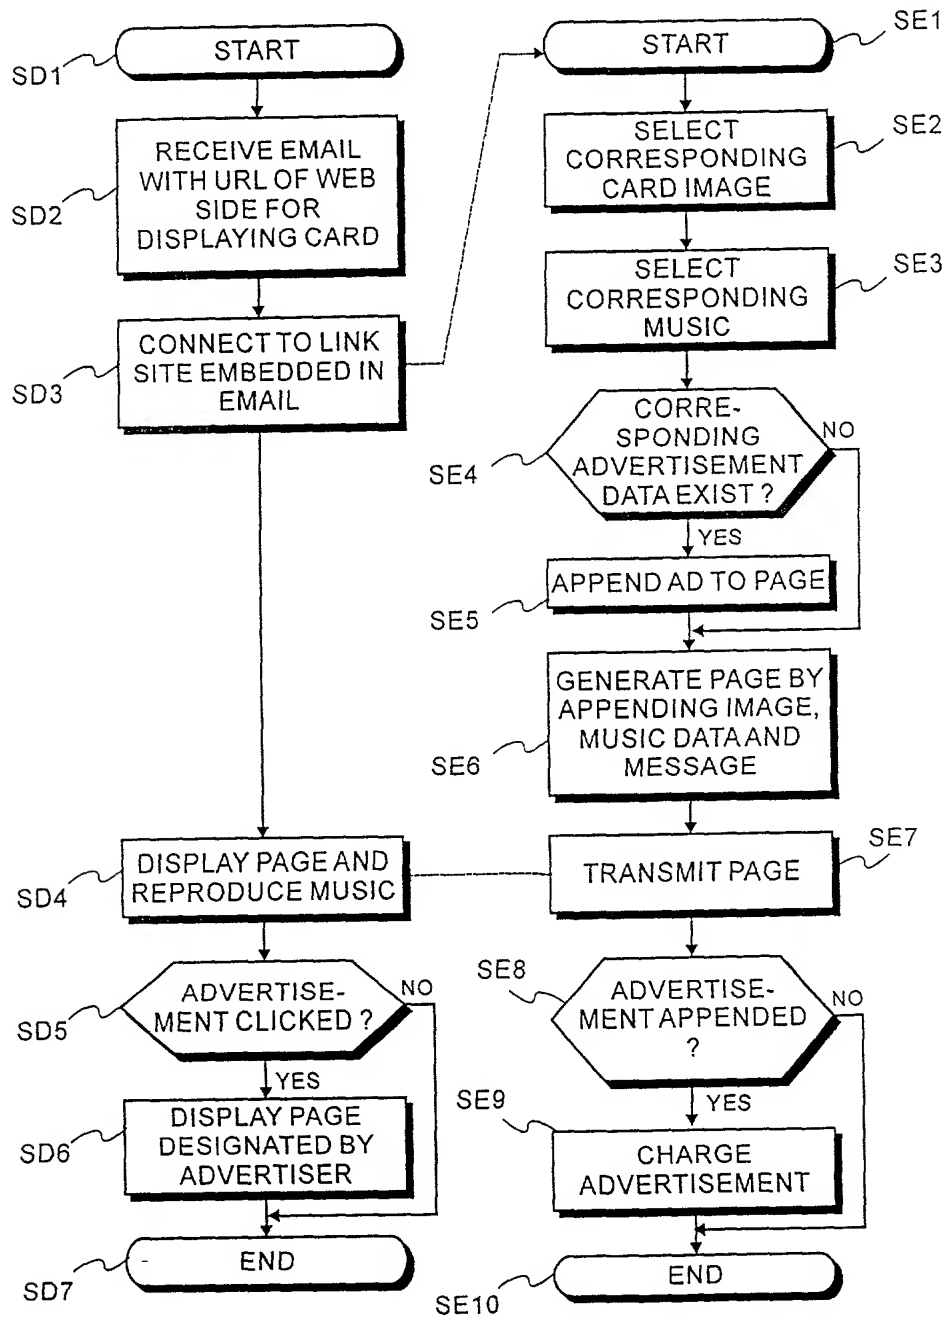 START
SD1
RECEIVE EMAIL
WITH URL OF WEB
SIDE FOR
DISPLAYING CARD
SD2
CONNECT TO LINK
SITE EMBEDDED IN
EMAIL
SD3
DISPLAY PAGE AND
REPRODUCE MUSIC
SD4
ADVERTISE-
MENT CLICKED ?
NO
SD5
YES
DISPLAY PAGE
DESIGNATED BY
ADVERTISER
SD6
END
SD7
START
SE1
SELECT
CORRESPONDING
CARD IMAGE
SE2
SELECT
CORRESPONDING
MUSIC
SE3
CORRE-
SPONDING
ADVERTISEMENT
DATA EXIST ?
NO
SE4
YES
APPEND AD TO PAGE
SE5
GENERATE PAGE BY
APPENDING IMAGE,
MUSIC DATA AND
MESSAGE
SE6
TRANSMIT PAGE
SE7
ADVERTISE-
MENT APPENDED
?
NO
SE8
YES
CHARGE
ADVERTISEMENT
SE9
END
SE10